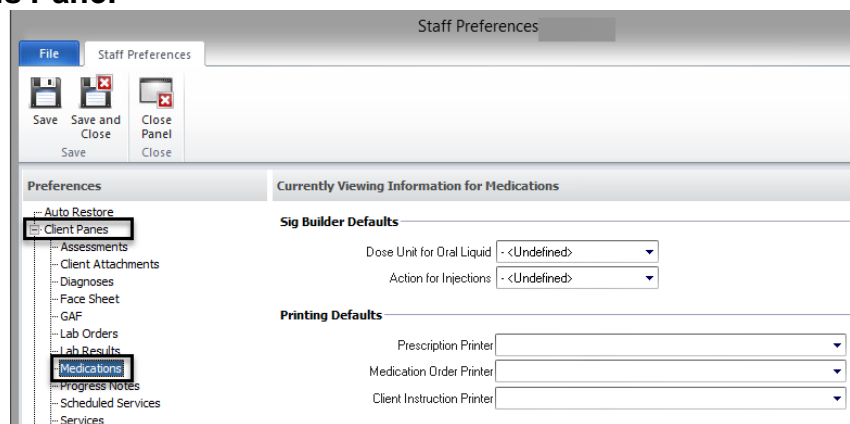 Staff Preferences
File Staff Preferences
Save Save and Close Close Panel
Save Close
Preferences Currently Viewing Information for Medications
Auto Restore
Client Panes
Assessments
Client Attachments
Diagnoses
Face Sheet
GAF
Lab Orders
Lab Results
Medications
Progress Notes
Scheduled Services
Services
Sig Builder Defaults
Dose Unit for Oral Liquid - <Undefined>
Action for Injections - <Undefined>
Printing Defaults
Prescription Printer
Medication Order Printer
Client Instruction Printer